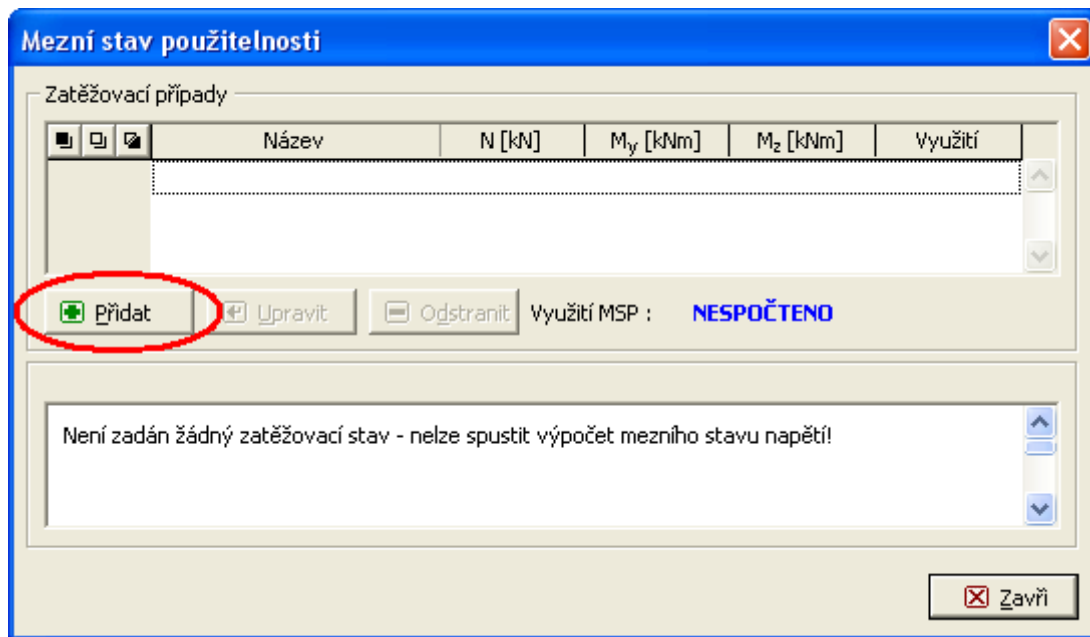 Mezní stav použitelnosti
Zatěžovací případy
Název N [kN] My [kNm] Mz [kNm] Využití
Přidat Upravit Odstranit Využití MSP : NESPOČTENO
Není zadán žádný zatěžovací stav - nelze spustit výpočet mezního stavu napětí!
Zavři